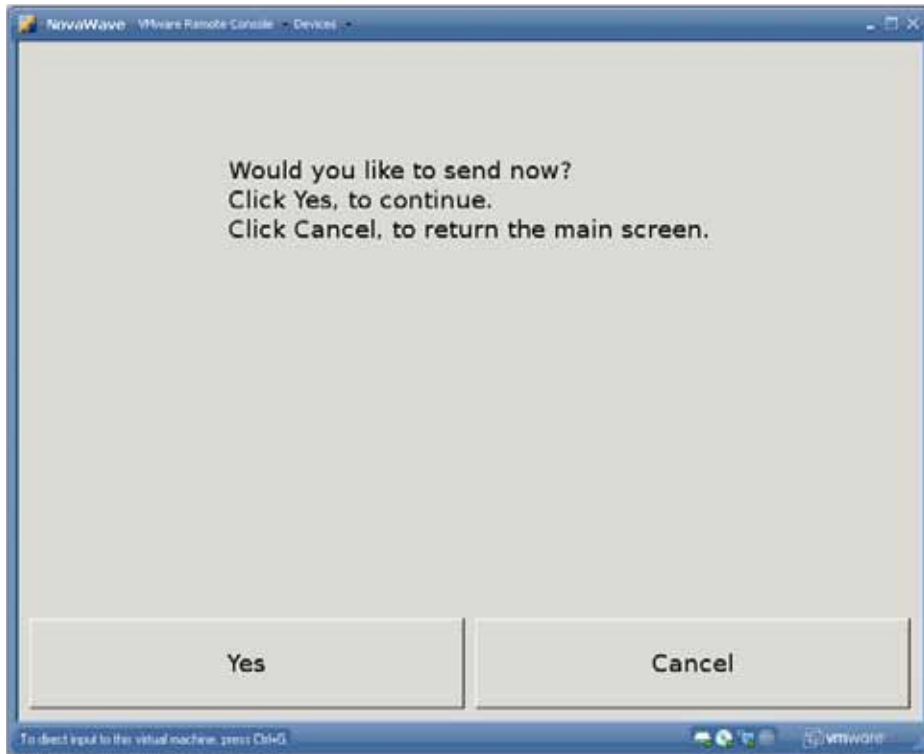 NovaWave VMware Remote Console Devices
Would you like to send now?
Click Yes, to continue.
Click Cancel, to return the main screen.
Yes Cancel
To direct input to this virtual machine, press Ctrl+G.
vmware